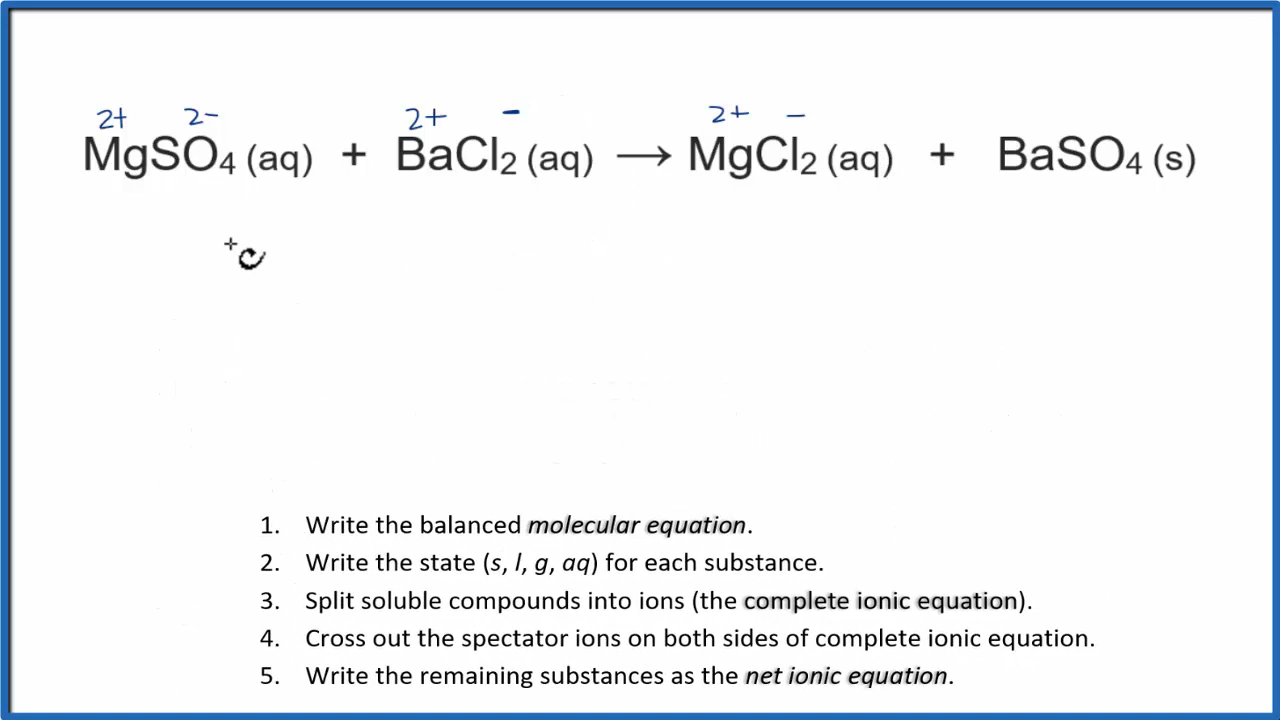 2+ 2- 2+ - 2+ -
MgSO4 (aq) + BaCl2 (aq) → MgCl2 (aq) + BaSO4 (s)
1. Write the balanced molecular equation.
2. Write the state (s, l, g, aq) for each substance.
3. Split soluble compounds into ions (the complete ionic equation).
4. Cross out the spectator ions on both sides of complete ionic equation.
5. Write the remaining substances as the net ionic equation.